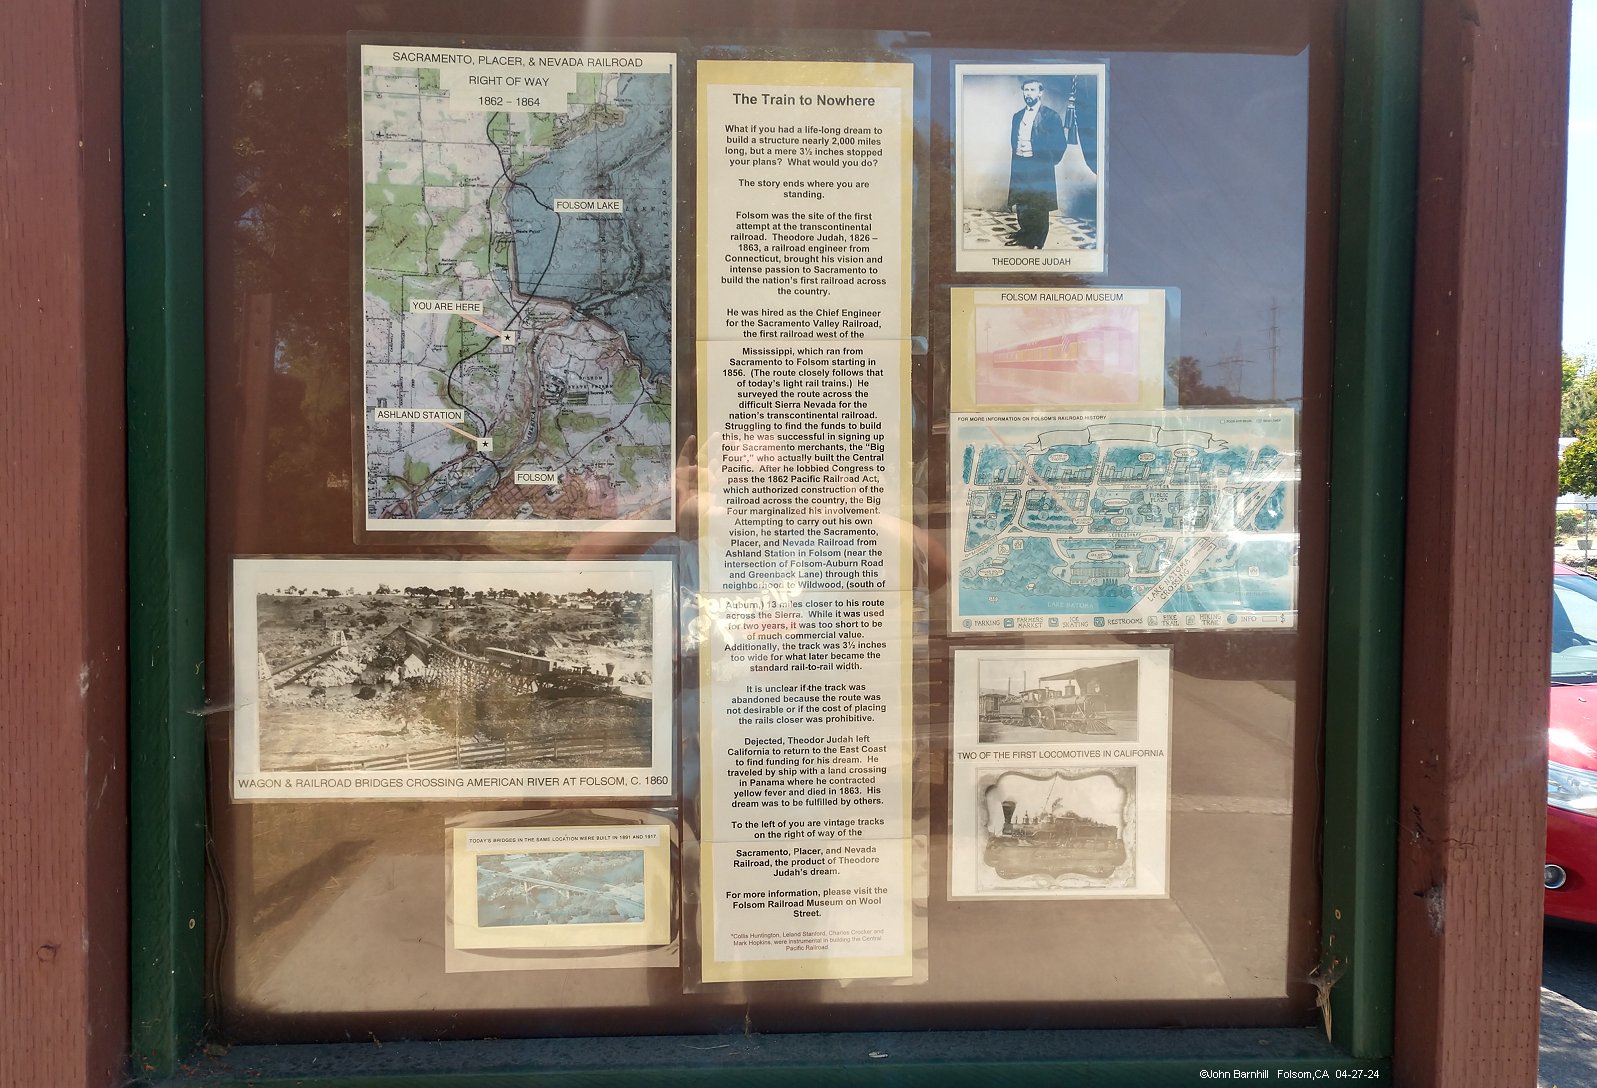 SACRAMENTO, PLACER, & NEVADA RAILROAD
RIGHT OF WAY
1862 – 1864
FOLSOM LAKE
YOU ARE HERE
ASHLAND STATION
FOLSOM
WAGON & RAILROAD BRIDGES CROSSING AMERICAN RIVER AT FOLSOM, C. 1860
TODAY'S BRIDGES IN THE SAME LOCATION WERE BUILT IN 1891 AND 1917
The Train to Nowhere
What if you had a life-long dream to
build a structure nearly 2,000 miles
long, but a mere 3½ inches stopped
your plans? What would you do?
The story ends where you are
standing.
Folsom was the site of the first
attempt at the transcontinental
railroad. Theodore Judah, 1826 –
1863, a railroad engineer from
Connecticut, brought his vision and
intense passion to Sacramento to
build the nation's first railroad across
the country.
He was hired as the Chief Engineer
for the Sacramento Valley Railroad,
the first railroad west of the
Mississippi, which ran from
Sacramento to Folsom starting in
1856. (The route closely follows that
of today's light rail trains.) He
surveyed the route across the
difficult Sierra Nevada for the
nation's transcontinental railroad.
Struggling to find the funds to build
this, he was successful in signing up
four Sacramento merchants, the "Big
Four*," who actually built the Central
Pacific. After he lobbied Congress to
pass the 1862 Pacific Railroad Act,
which authorized construction of the
railroad across the country, the Big
Four marginalized his involvement.
Attempting to carry out his own
vision, he started the Sacramento,
Placer, and Nevada Railroad from
Ashland Station in Folsom (near the
intersection of Folsom-Auburn Road
and Greenback Lane) through this
neighborhood to Wildwood, (south of
Auburn,) 13 miles closer to his route
across the Sierra. While it was used
for two years, it was too short to be
of much commercial value.
Additionally, the track was 3½ inches
too wide for what later became the
standard rail-to-rail width.
It is unclear if the track was
abandoned because the route was
not desirable or if the cost of placing
the rails closer was prohibitive.
Dejected, Theodor Judah left
California to return to the East Coast
to find funding for his dream. He
traveled by ship with a land crossing
in Panama where he contracted
yellow fever and died in 1863. His
dream was to be fulfilled by others.
To the left of you are vintage tracks
on the right of way of the
Sacramento, Placer, and Nevada
Railroad, the product of Theodore
Judah's dream.
For more information, please visit the
Folsom Railroad Museum on Wool
Street.
*Collis Huntington, Leland Stanford, Charles Crocker and
Mark Hopkins, were instrumental in building the Central
Pacific Railroad.
THEODORE JUDAH
FOLSOM RAILROAD MUSEUM
FOR MORE INFORMATION ON FOLSOM'S RAILROAD HISTORY
PUBLIC
PLAZA
LEIDESDORFF
LAKE NATOMA
CROSSING
LAKE NATOMA
PARKING
FARMERS MARKET
ICE SKATING
RESTROOMS
BIKE TRAIL
HIKING TRAIL
INFO
TWO OF THE FIRST LOCOMOTIVES IN CALIFORNIA
©John Barnhill Folsom,CA 04-27-24